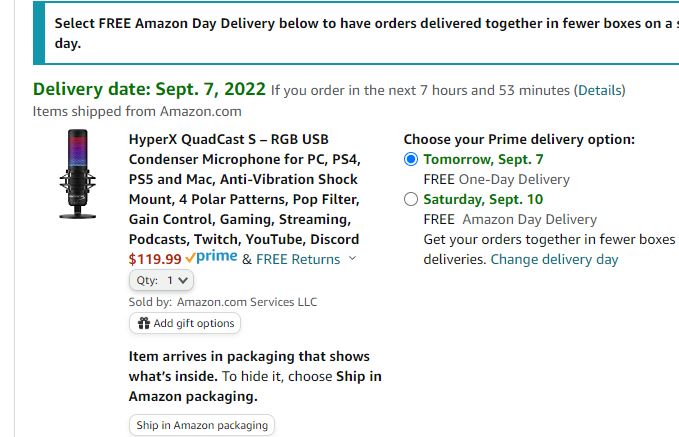 Select FREE Amazon Day Delivery below to have orders delivered together in fewer boxes on a
day.
Delivery date: Sept. 7, 2022 If you order in the next 7 hours and 53 minutes (Details)
Items shipped from Amazon.com
HyperX QuadCast S – RGB USB
Condenser Microphone for PC, PS4,
PS5 and Mac, Anti-Vibration Shock
Mount, 4 Polar Patterns, Pop Filter,
Gain Control, Gaming, Streaming,
Podcasts, Twitch, YouTube, Discord
$119.99 prime & FREE Returns
Qty: 1
Sold by: Amazon.com Services LLC
Add gift options
Item arrives in packaging that shows
what’s inside. To hide it, choose Ship in
Amazon packaging.
Ship in Amazon packaging
Choose your Prime delivery option:
Tomorrow, Sept. 7
FREE One-Day Delivery
Saturday, Sept. 10
FREE Amazon Day Delivery
Get your orders together in fewer boxes
deliveries. Change delivery day